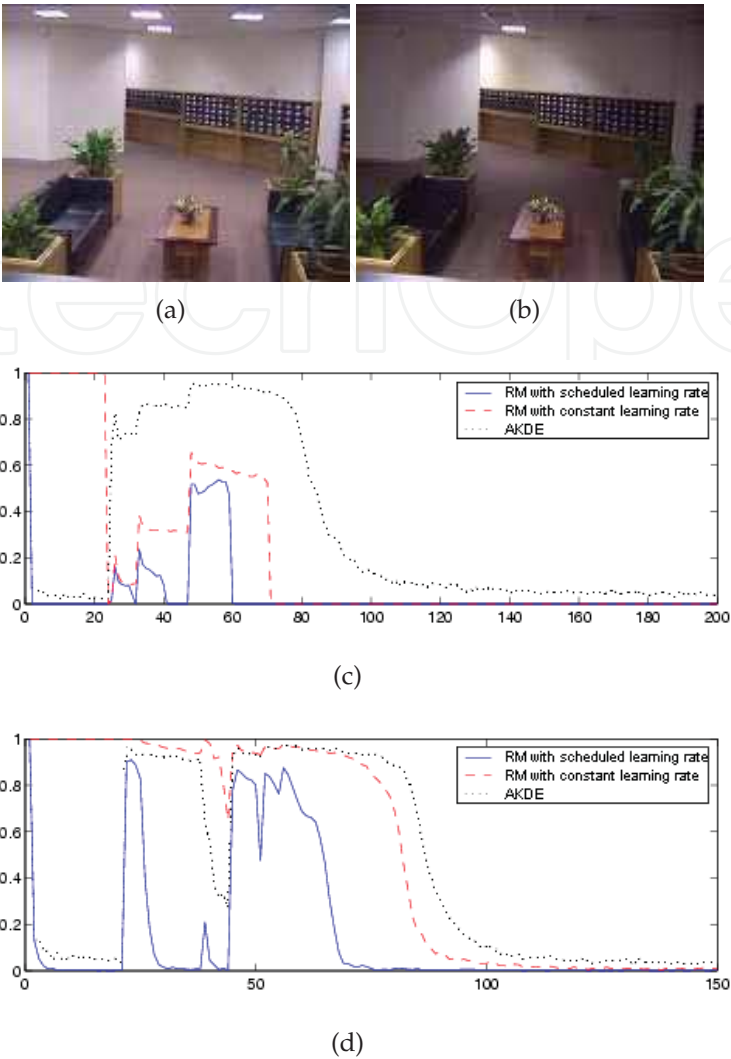 (a)
(b)
1
0.8
0.6
0.4
0.2
0
0
20
40
60
80
100
120
140
160
180
200
RM with scheduled learning rate
RM with constant learning rate
AKDE
(c)
1
0.8
0.6
0.4
0.2
0
0
50
100
150
RM with scheduled learning rate
RM with constant learning rate
AKDE
(d)